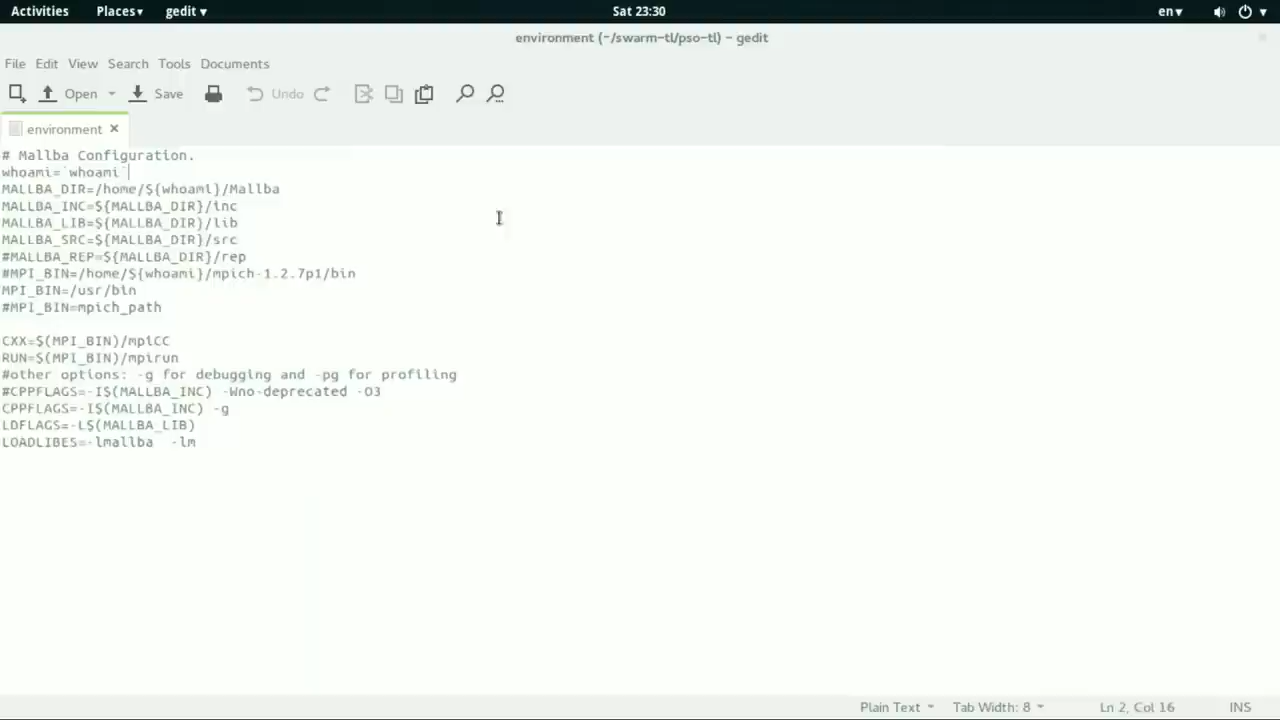 Activities Places▾ gedit ▾ Sat 23:30 en▾
environment (~/swarm-tl/pso-tl) - gedit
File Edit View Search Tools Documents
Open Save Undo
environment ×
# Mallba Configuration.
whoami=`whoami`
MALLBA_DIR=/home/${whoami}/Mallba
MALLBA_INC=${MALLBA_DIR}/inc
MALLBA_LIB=${MALLBA_DIR}/lib
MALLBA_SRC=${MALLBA_DIR}/src
#MALLBA_REP=${MALLBA_DIR}/rep
#MPI_BIN=/home/${whoami}/mpich-1.2.7p1/bin
MPI_BIN=/usr/bin
#MPI_BIN=mpich_path
CXX=$(MPI_BIN)/mpiCC
RUN=$(MPI_BIN)/mpirun
#other options: -g for debugging and -pg for profiling
#CPPFLAGS=-I$(MALLBA_INC) -Wno-deprecated -O3
CPPFLAGS=-I$(MALLBA_INC) -g
LDFLAGS=-L$(MALLBA_LIB)
LOADLIBES=-lmallba  -lm
Plain Text Tab Width: 8 Ln 2, Col 16 INS